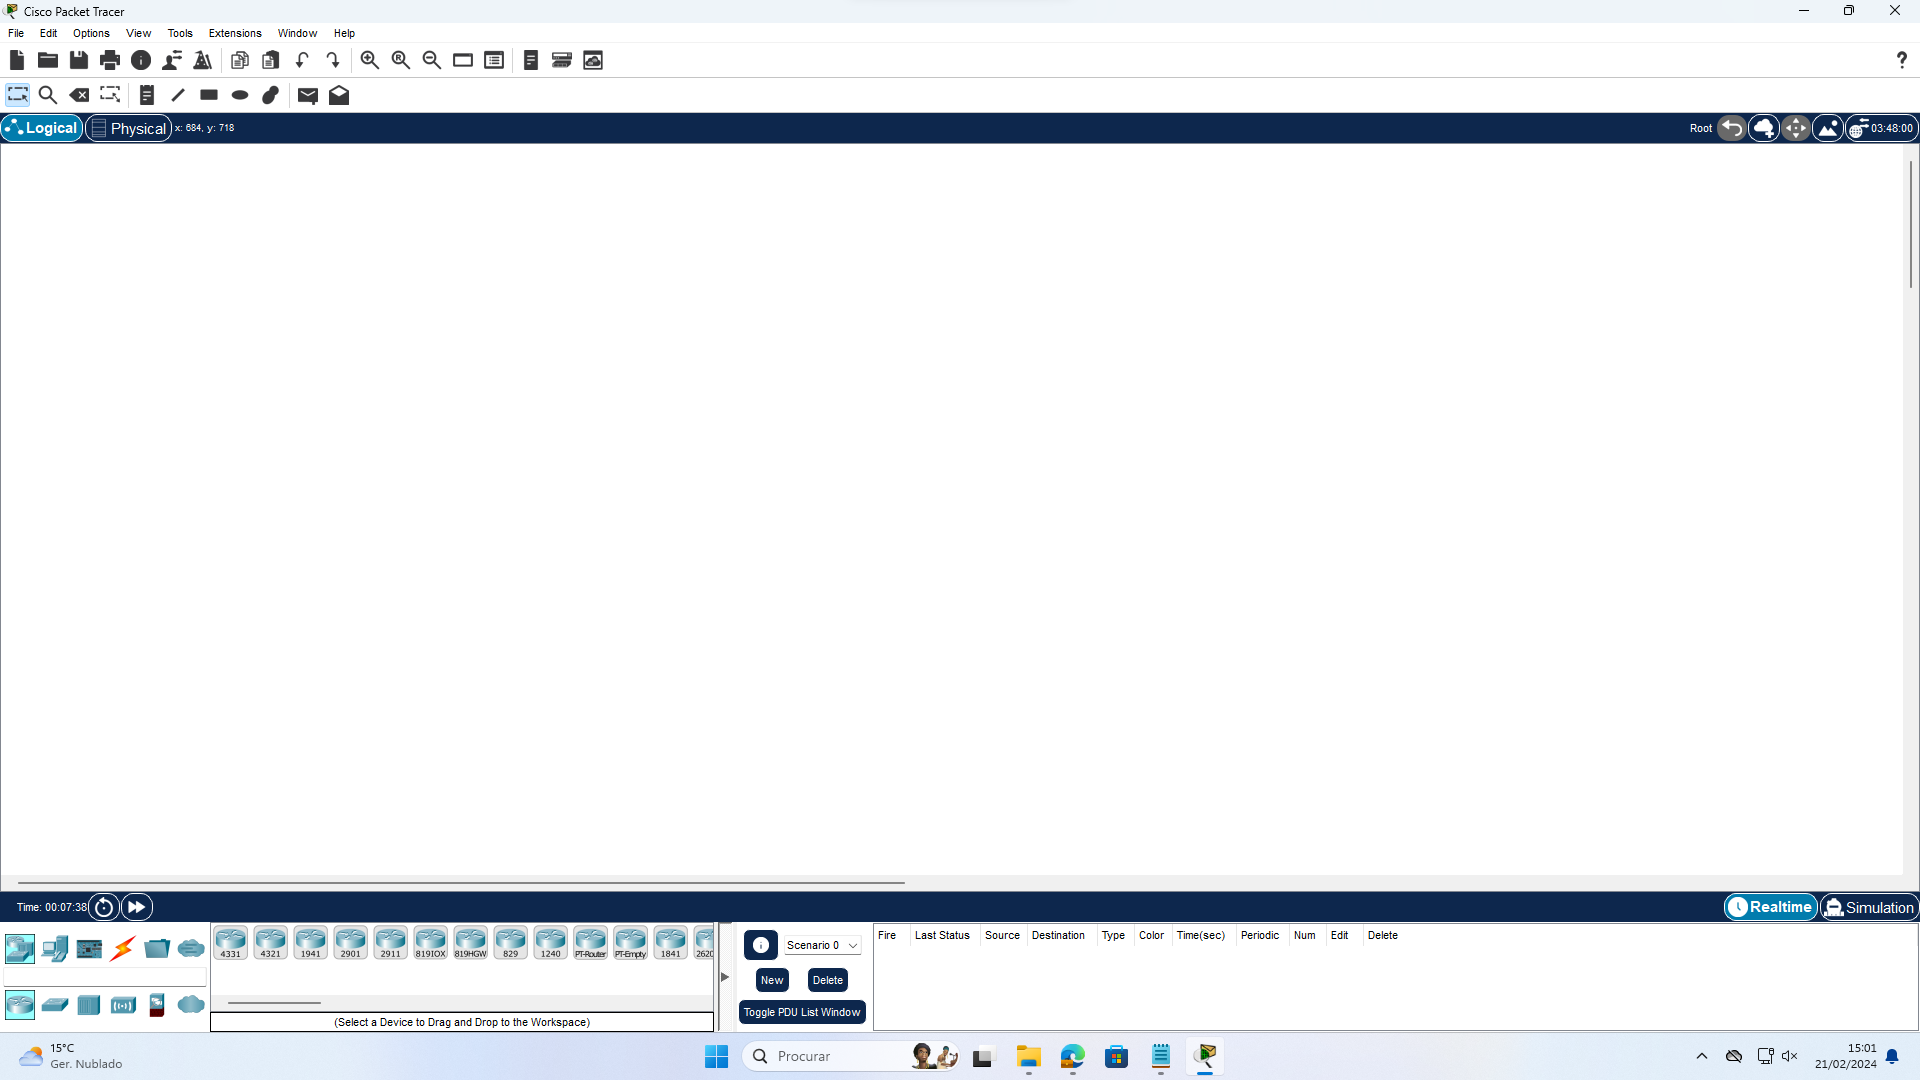 Cisco Packet Tracer
File Edit Options View Tools Extensions Window Help
?
Logical Physical x: 684, y: 718 Root 03:48:00
Time: 00:07:38 Realtime Simulation
4331 4321 1941 2901 2911 819IOX 819HGW 829 1240 PT-Router PT-Empty 1841 2620
(Select a Device to Drag and Drop to the Workspace)
Scenario 0
New Delete
Toggle PDU List Window
Fire Last Status Source Destination Type Color Time(sec) Periodic Num Edit Delete
15°C
Ger. Nublado
Procurar
15:01
21/02/2024